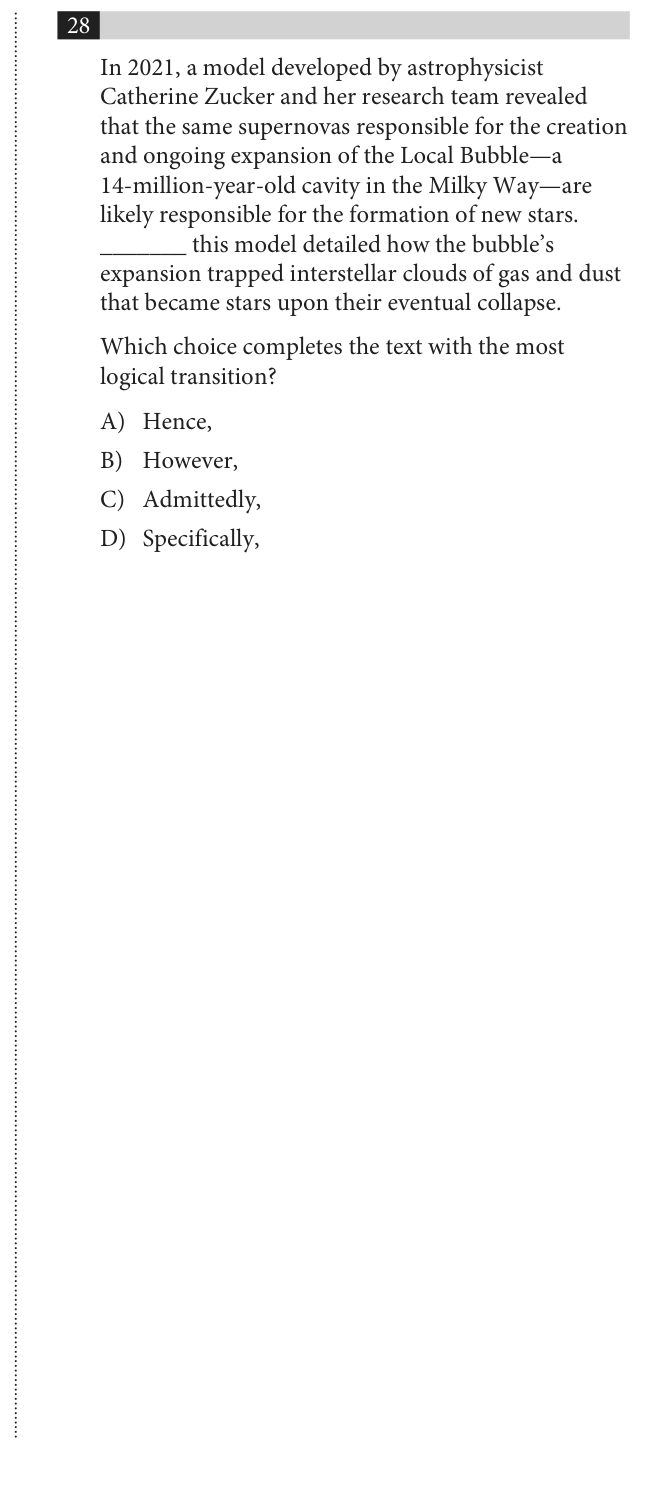 28
In 2021, a model developed by astrophysicist
Catherine Zucker and her research team revealed
that the same supernovas responsible for the creation
and ongoing expansion of the Local Bubble—a
14-million-year-old cavity in the Milky Way—are
likely responsible for the formation of new stars.
_______ this model detailed how the bubble’s
expansion trapped interstellar clouds of gas and dust
that became stars upon their eventual collapse.
Which choice completes the text with the most
logical transition?
A) Hence,
B) However,
C) Admittedly,
D) Specifically,